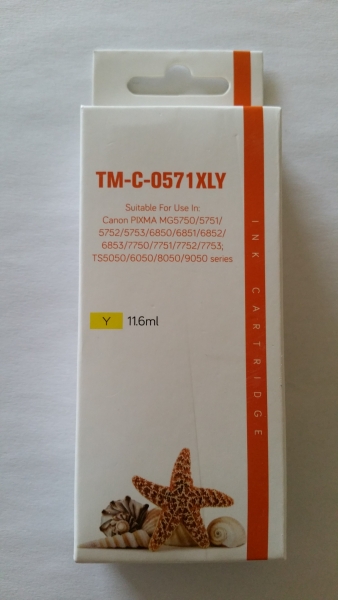 TM-C-0571XLY
Suitable For Use In:
Canon PIXMA MG5750/5751/
5752/5753/6850/6851/6852/
6853/7750/7751/7752/7753;
TS5050/6050/8050/9050 series
Y 11.6ml
INK CARTRIDGE